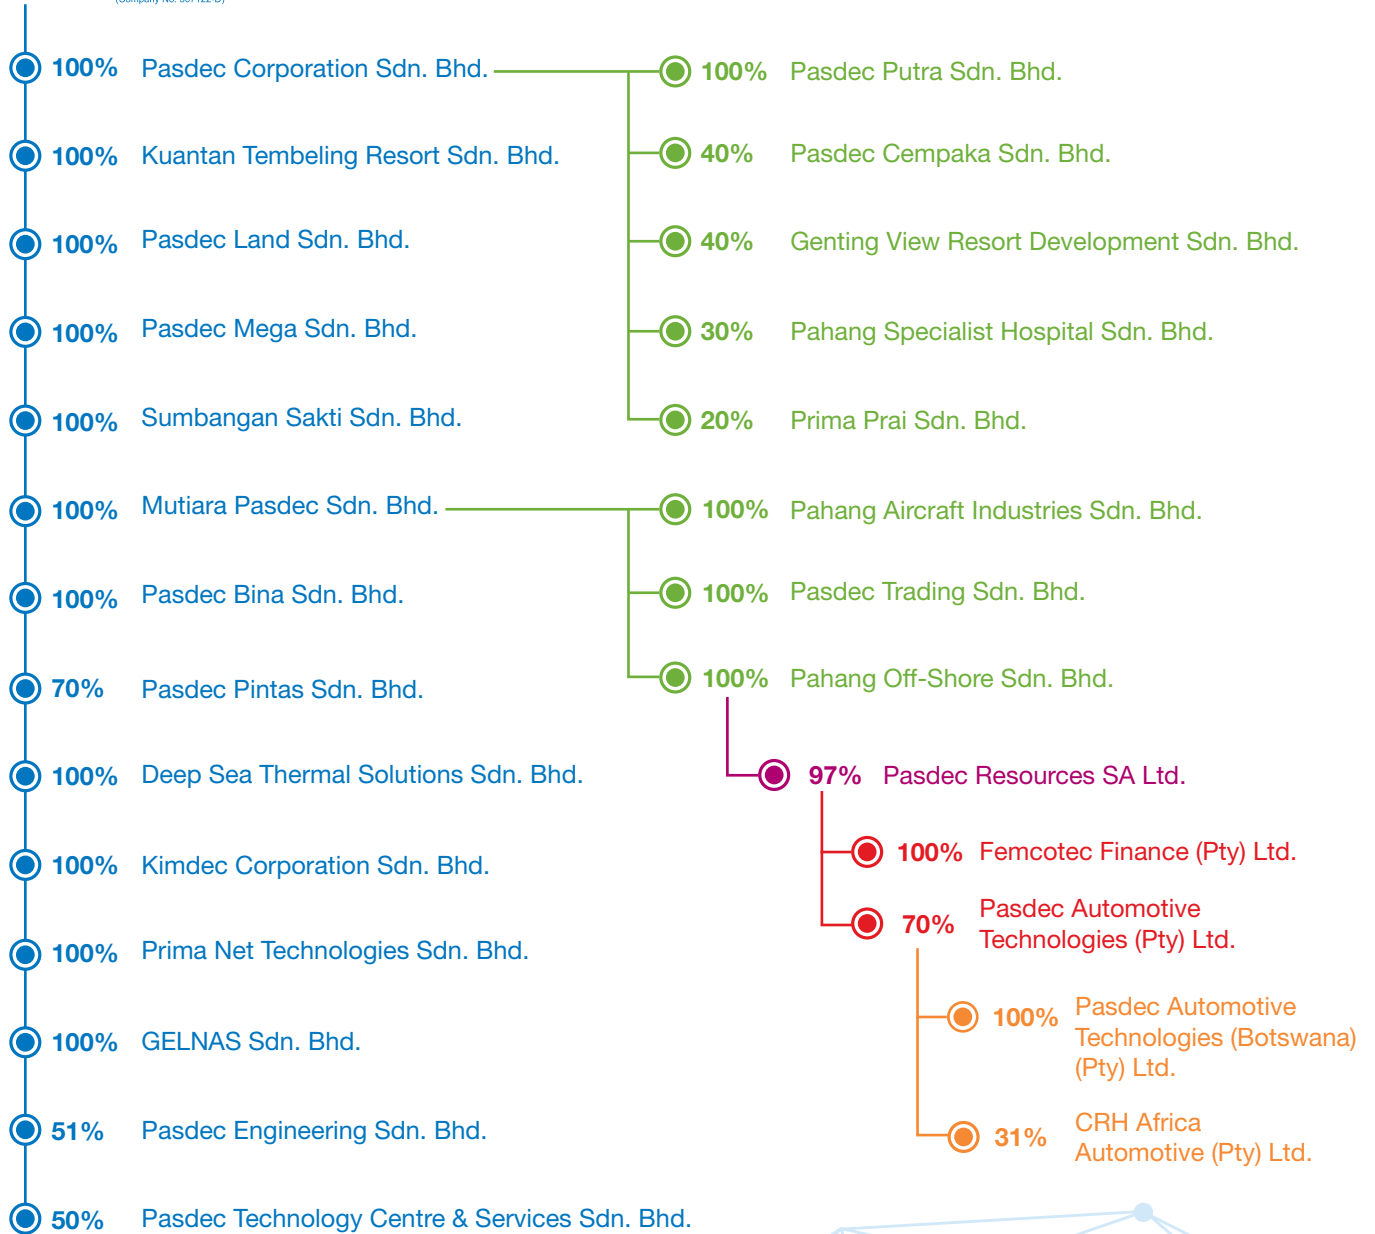 100% Pasdec Corporation Sdn. Bhd.
100% Kuantan Tembeling Resort Sdn. Bhd.
100% Pasdec Land Sdn. Bhd.
100% Pasdec Mega Sdn. Bhd.
100% Sumbangan Sakti Sdn. Bhd.
100% Mutiara Pasdec Sdn. Bhd.
100% Pasdec Bina Sdn. Bhd.
70% Pasdec Pintas Sdn. Bhd.
100% Deep Sea Thermal Solutions Sdn. Bhd.
100% Kimdec Corporation Sdn. Bhd.
100% Prima Net Technologies Sdn. Bhd.
100% GELNAS Sdn. Bhd.
51% Pasdec Engineering Sdn. Bhd.
50% Pasdec Technology Centre & Services Sdn. Bhd.
100% Pasdec Putra Sdn. Bhd.
40% Pasdec Cempaka Sdn. Bhd.
40% Genting View Resort Development Sdn. Bhd.
30% Pahang Specialist Hospital Sdn. Bhd.
20% Prima Prai Sdn. Bhd.
100% Pahang Aircraft Industries Sdn. Bhd.
100% Pasdec Trading Sdn. Bhd.
100% Pahang Off-Shore Sdn. Bhd.
97% Pasdec Resources SA Ltd.
100% Femcotec Finance (Pty) Ltd.
70% Pasdec Automotive
Technologies (Pty) Ltd.
100% Pasdec Automotive
Technologies (Botswana)
(Pty) Ltd.
31% CRH Africa
Automotive (Pty) Ltd.